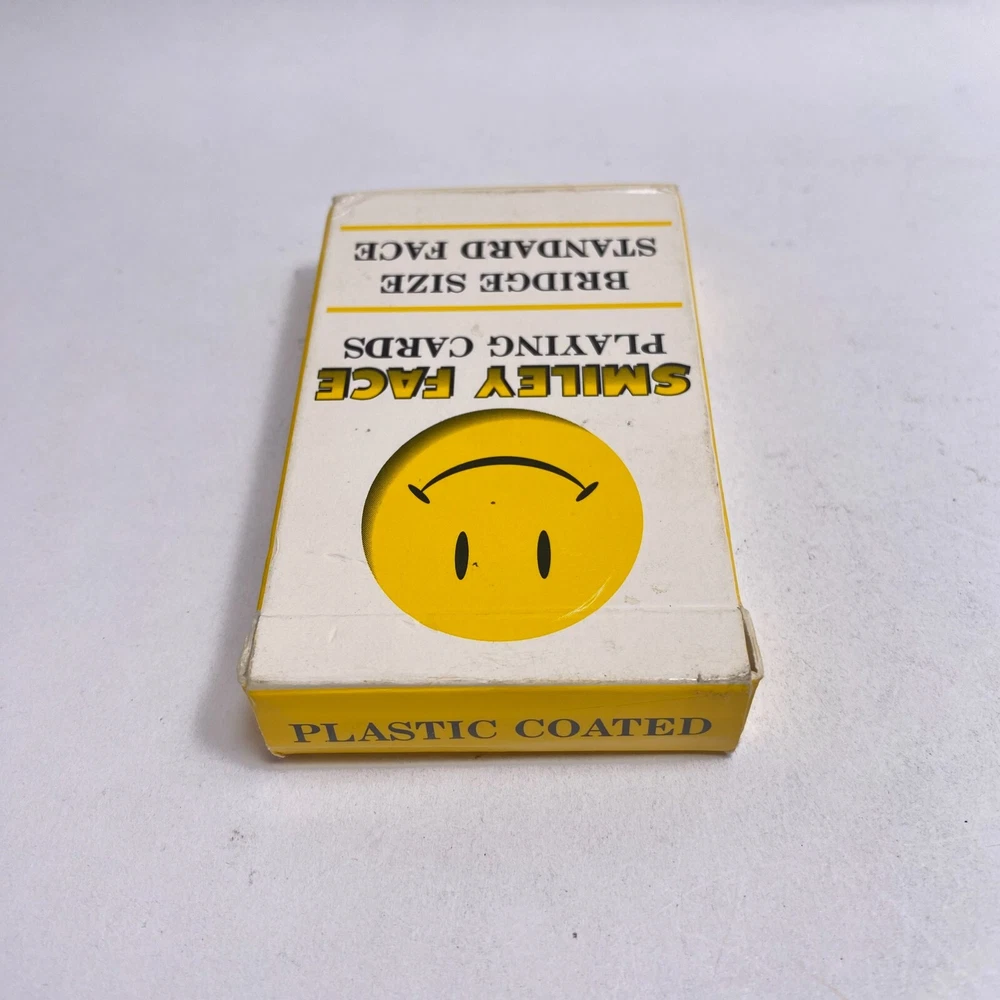 SMILEY FACE
PLAYING CARDS
BRIDGE SIZE
STANDARD FACE
PLASTIC COATED